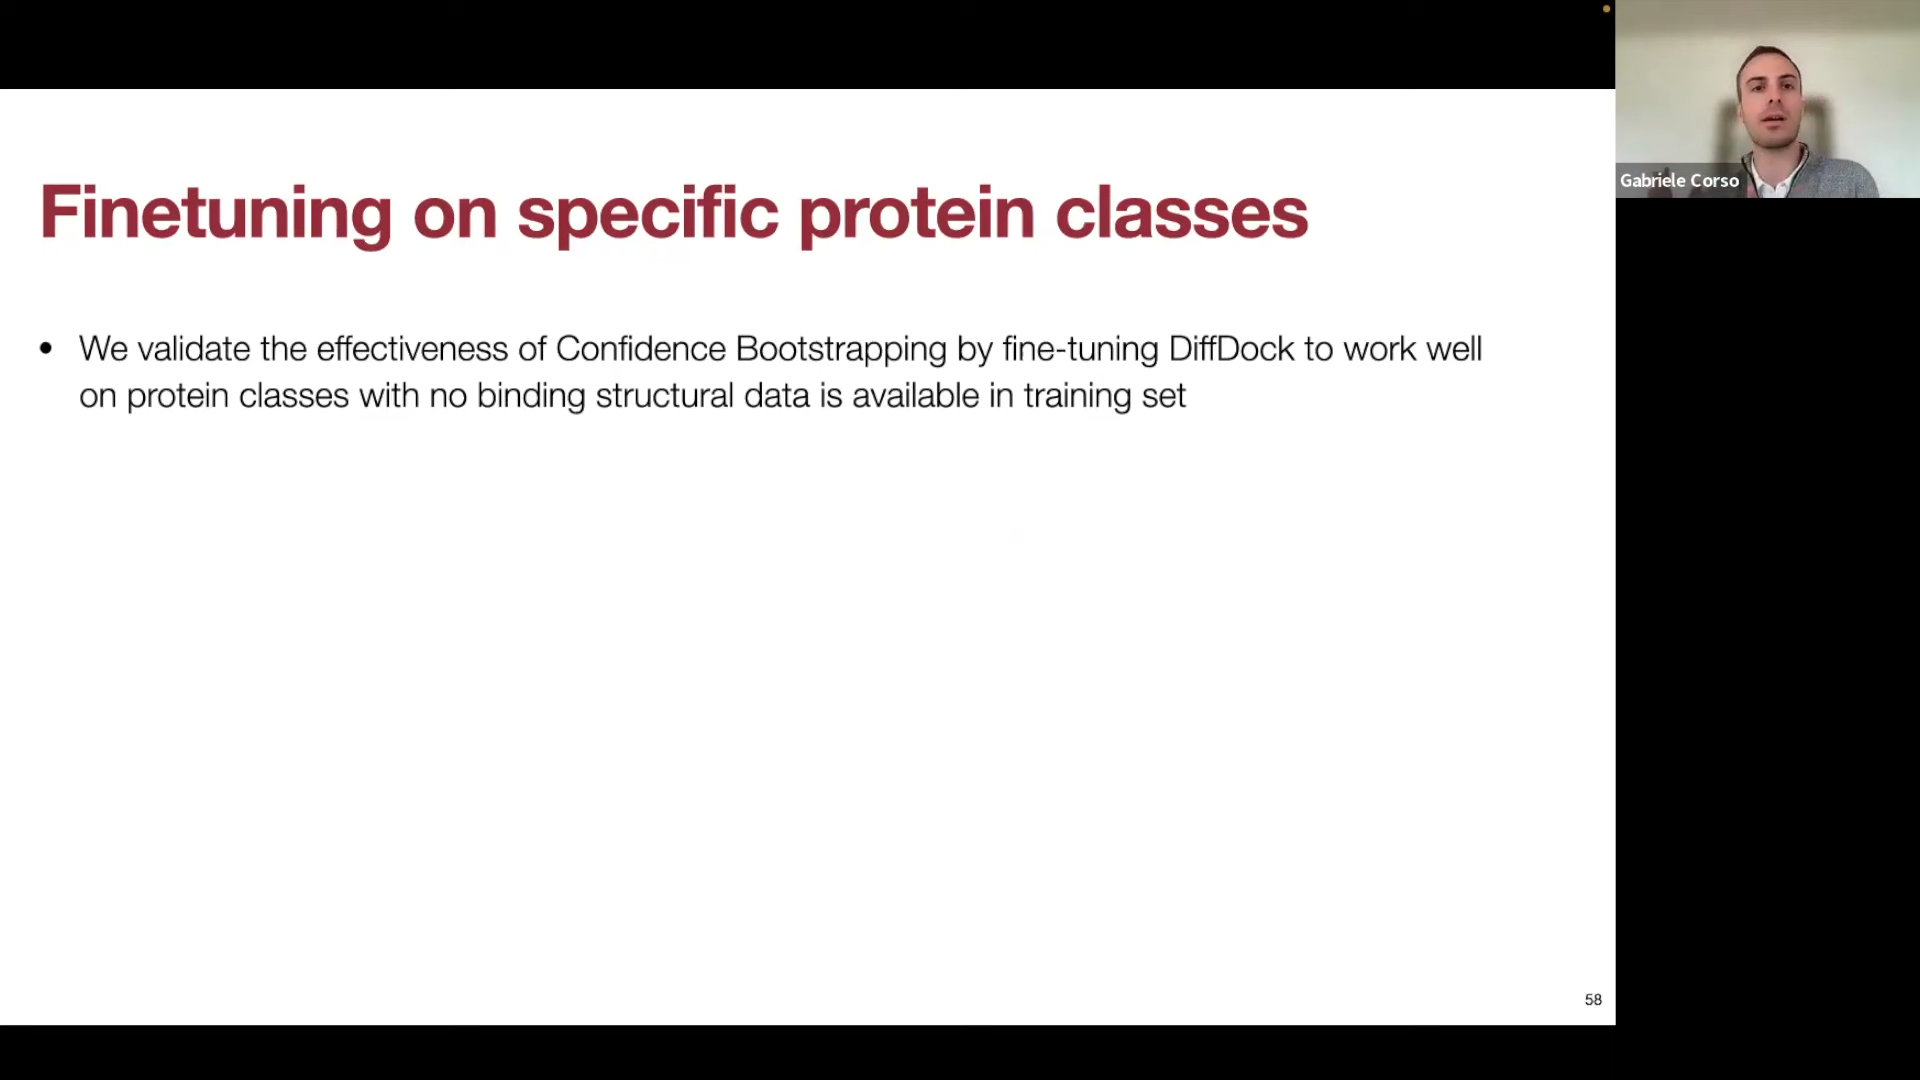 Finetuning on specific protein classes
• We validate the effectiveness of Confidence Bootstrapping by fine-tuning DiffDock to work well
on protein classes with no binding structural data is available in training set
58
Gabriele Corso